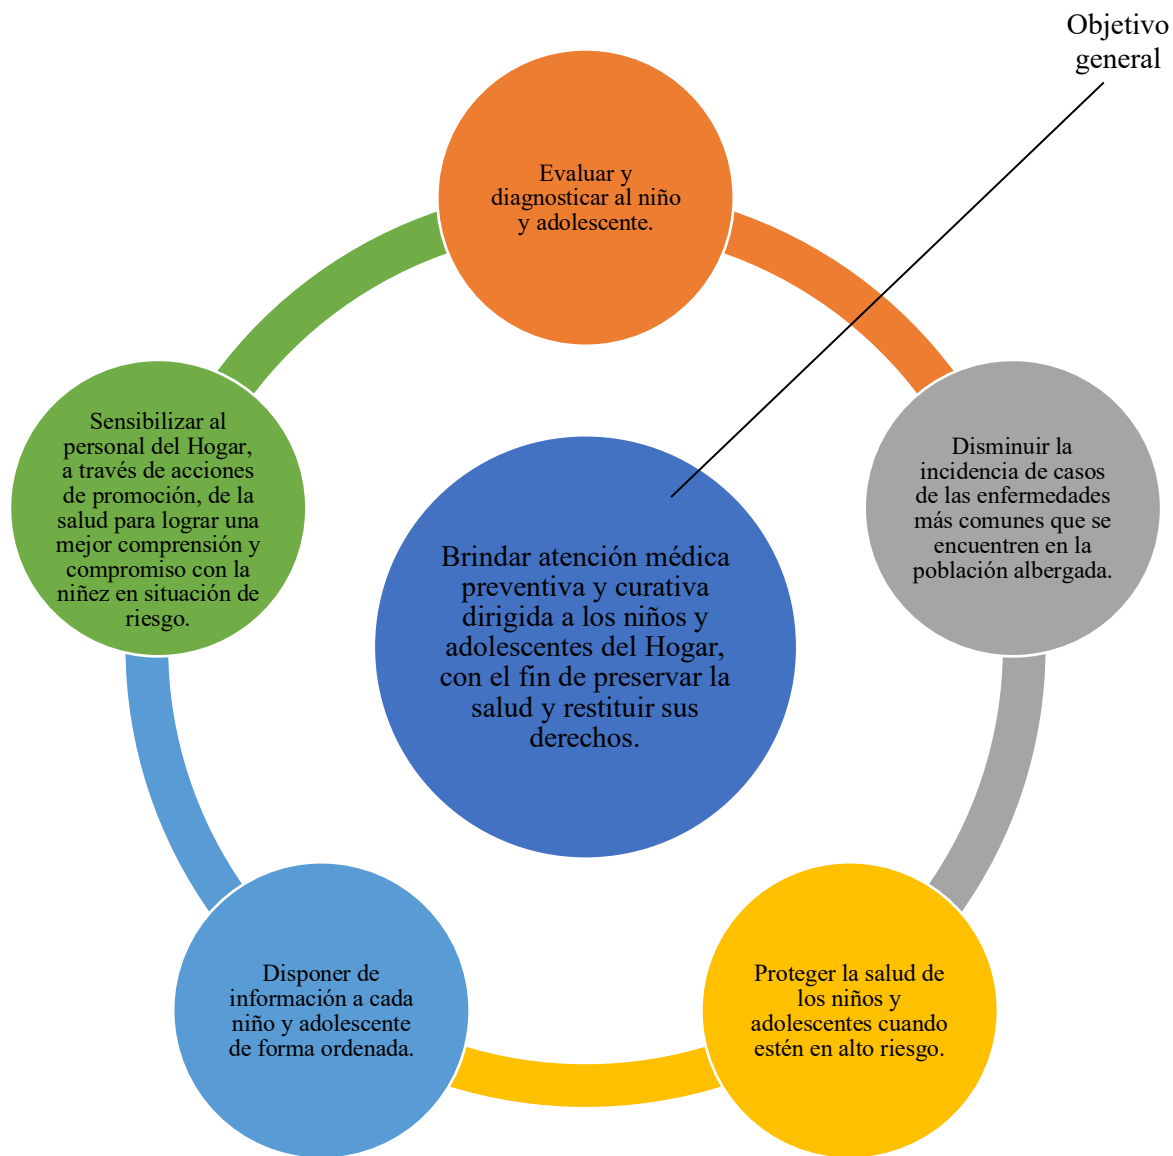 Objetivo
general
Evaluar y
diagnosticar al niño
y adolescente.
Disminuir la
incidencia de casos
de las enfermedades
más comunes que se
encuentren en la
población albergada.
Proteger la salud de
los niños y
adolescentes cuando
estén en alto riesgo.
Disponer de
información a cada
niño y adolescente
de forma ordenada.
Sensibilizar al
personal del Hogar,
a través de acciones
de promoción, de la
salud para lograr una
mejor comprensión y
compromiso con la
niñez en situación de
riesgo.
Brindar atención médica
preventiva y curativa
dirigida a los niños y
adolescentes del Hogar,
con el fin de preservar la
salud y restituir sus
derechos.